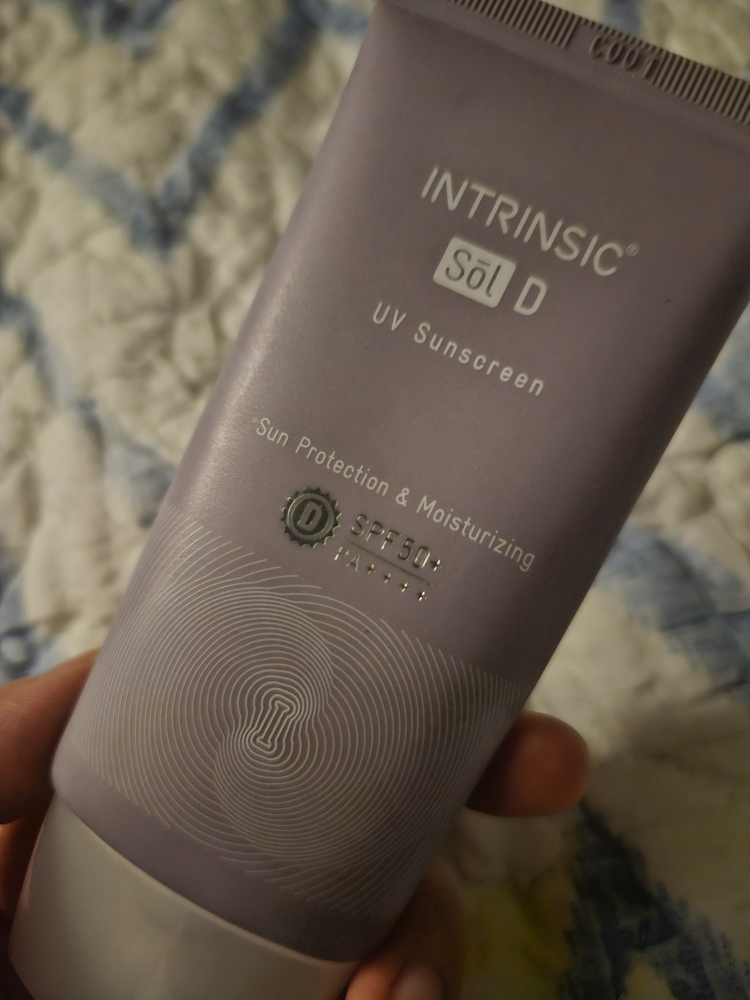 INTRINSIC®
Sōl D
UV Sunscreen
Sun Protection & Moisturizing
D SPF50+
PA++++